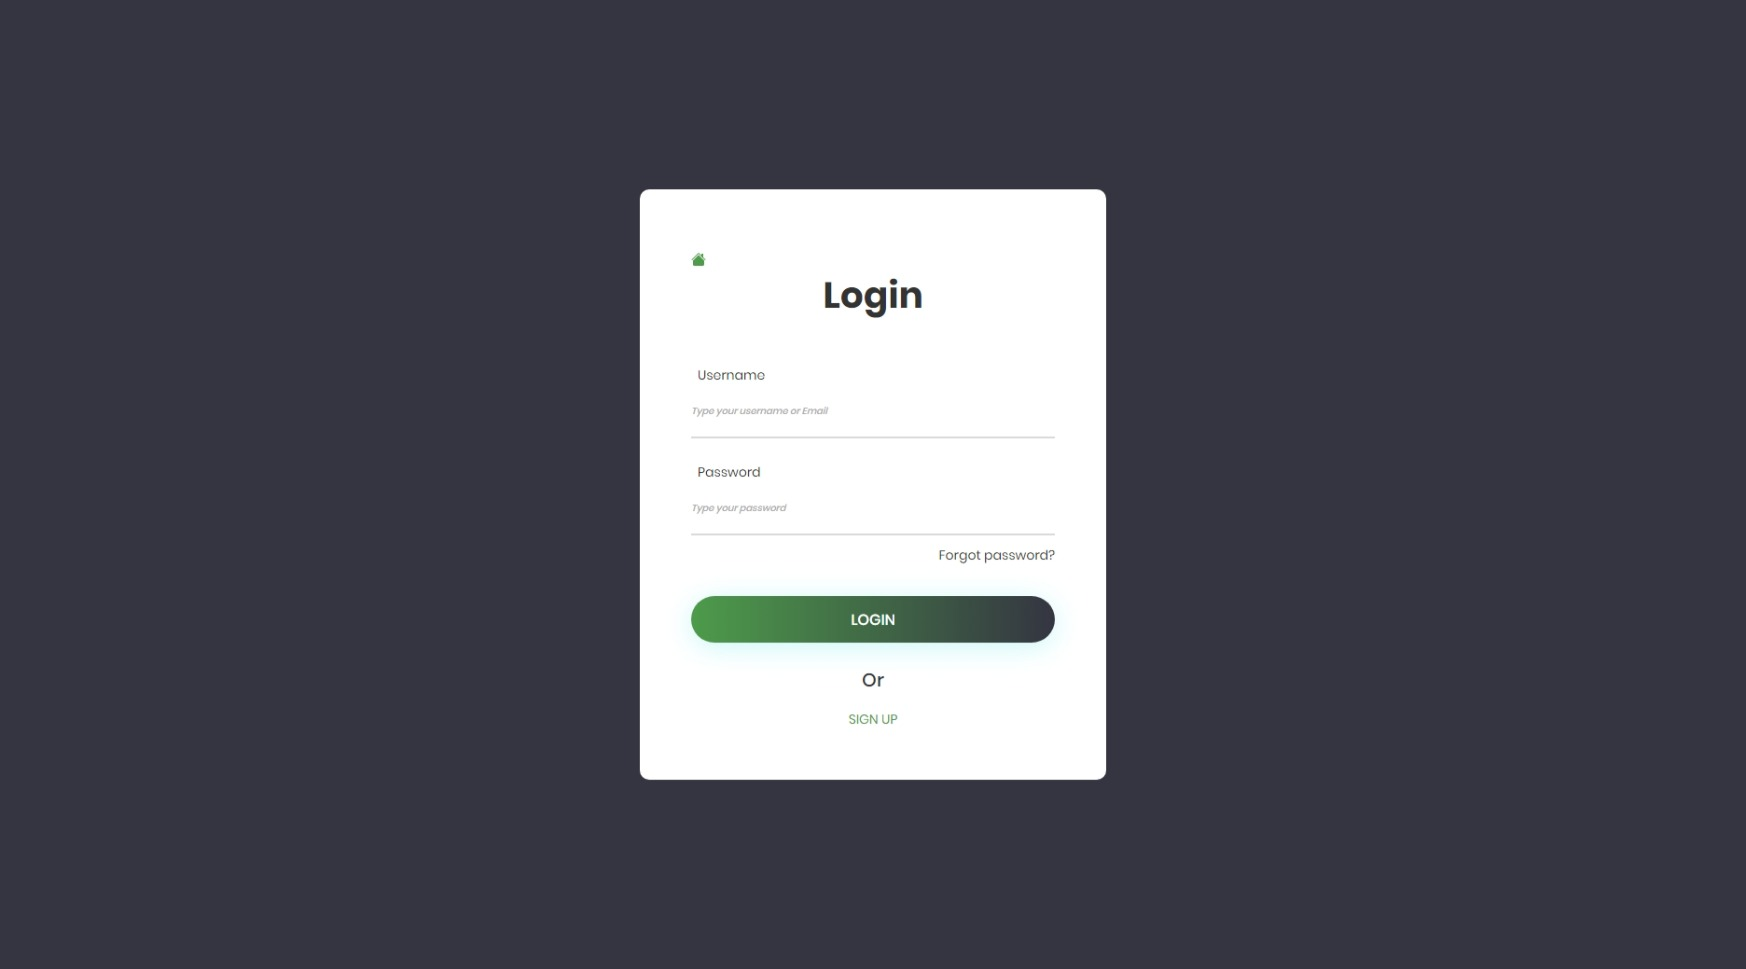 Login
Username
Type your username or Email
Password
Type your password
Forgot password?
LOGIN
Or
SIGN UP